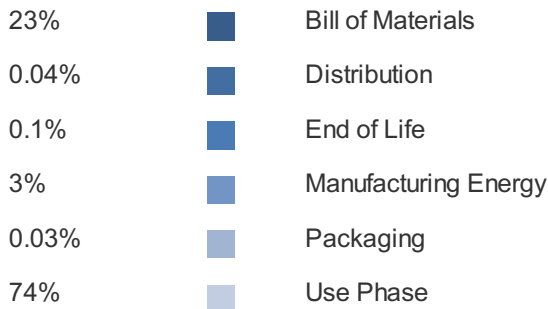 23% Bill of Materials
0.04% Distribution
0.1% End of Life
3% Manufacturing Energy
0.03% Packaging
74% Use Phase